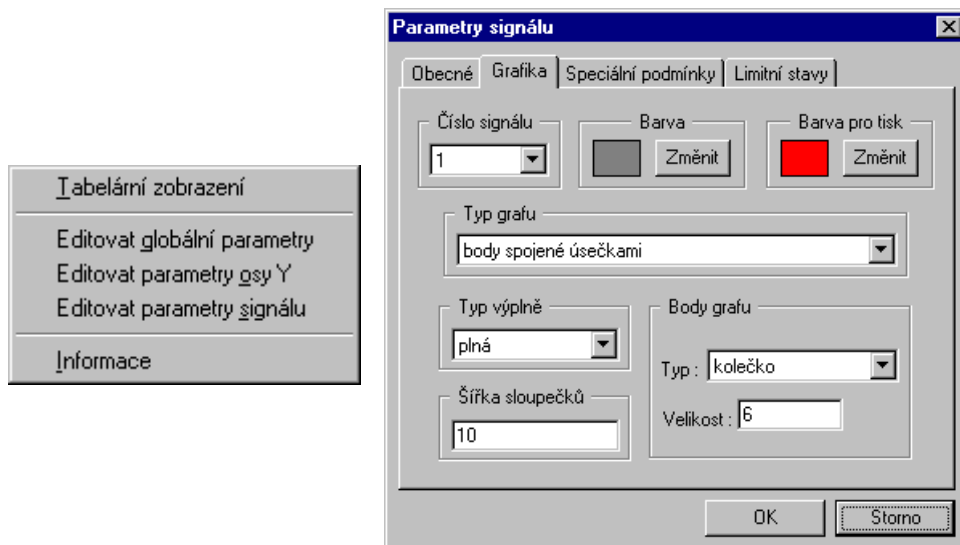 Tabelární zobrazení
Editovat globální parametry
Editovat parametry osy Y
Editovat parametry signálu
Informace
Parametry signálu
Obecné Grafika Speciální podmínky Limitní stavy
Číslo signálu Barva Barva pro tisk
1 Změnit Změnit
Typ grafu
body spojené úsečkami
Typ výplně Body grafu
plná
Typ : kolečko
Šířka sloupečků
Velikost : 6
10
OK Storno